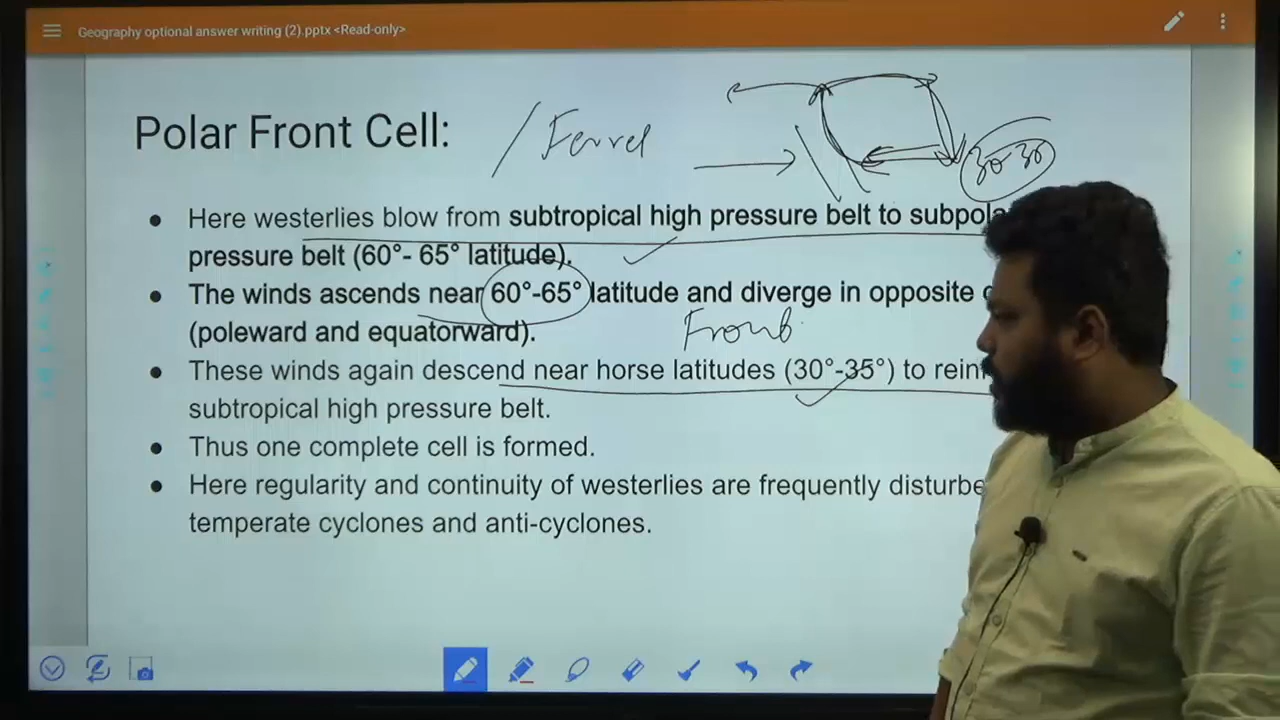 Geography optional answer writing (2).pptx <Read-only>
Polar Front Cell: / Ferrel
30-30
● Here westerlies blow from subtropical high pressure belt to
pressure belt (60°- 65° latitude).
● The winds ascends near 60°-65° latitude and diverge in opposite
(poleward and equatorward).
Front
● These winds again descend near horse latitudes (30°-35°) to
subtropical high pressure belt.
● Thus one complete cell is formed.
● Here regularity and continuity of westerlies are frequently
temperate cyclones and anti-cyclones.